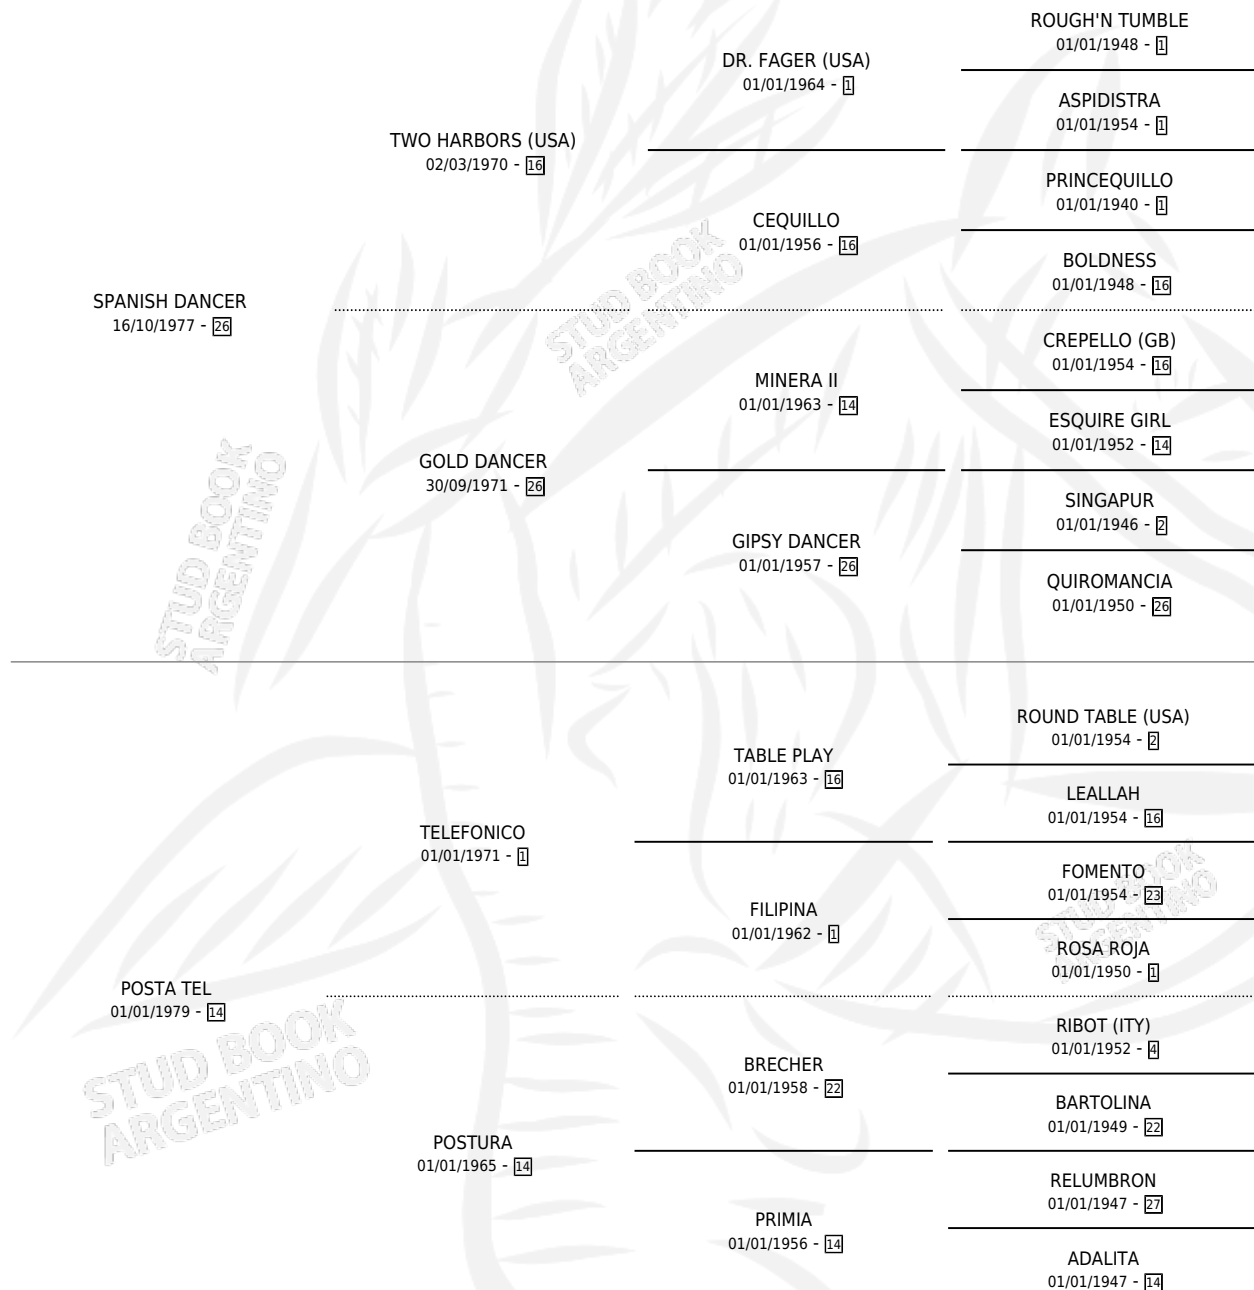 ROUGH'N TUMBLE
01/01/1948 - 1
DR. FAGER (USA)
01/01/1964 - 1
ASPIDISTRA
01/01/1954 - 1
TWO HARBORS (USA)
02/03/1970 - 16
PRINCEQUILLO
01/01/1940 - 1
CEQUILLO
01/01/1956 - 16
BOLDNESS
01/01/1948 - 16
SPANISH DANCER
16/10/1977 - 26
STUD BOOK
ARGENTINO
CREPELLO (GB)
01/01/1954 - 16
MINERA II
01/01/1963 - 14
ESQUIRE GIRL
01/01/1952 - 14
GOLD DANCER
30/09/1971 - 26
SINGAPUR
01/01/1946 - 2
GIPSY DANCER
01/01/1957 - 26
QUIROMANCIA
01/01/1950 - 26
STUD BOOK
ARGENTINO
ROUND TABLE (USA)
01/01/1954 - 2
TABLE PLAY
01/01/1963 - 16
LEALLAH
01/01/1954 - 16
TELEFONICO
01/01/1971 - 1
FOMENTO
01/01/1954 - 23
FILIPINA
01/01/1962 - 1
ROSA ROJA
01/01/1950 - 1
STUD BOOK
ARGENTINO
POSTA TEL
01/01/1979 - 14
RIBOT (ITY)
01/01/1952 - 4
BRECHER
01/01/1958 - 22
BARTOLINA
01/01/1949 - 22
STUD BOOK
ARGENTINO
POSTURA
01/01/1965 - 14
RELUMBRON
01/01/1947 - 27
PRIMIA
01/01/1956 - 14
ADALITA
01/01/1947 - 14